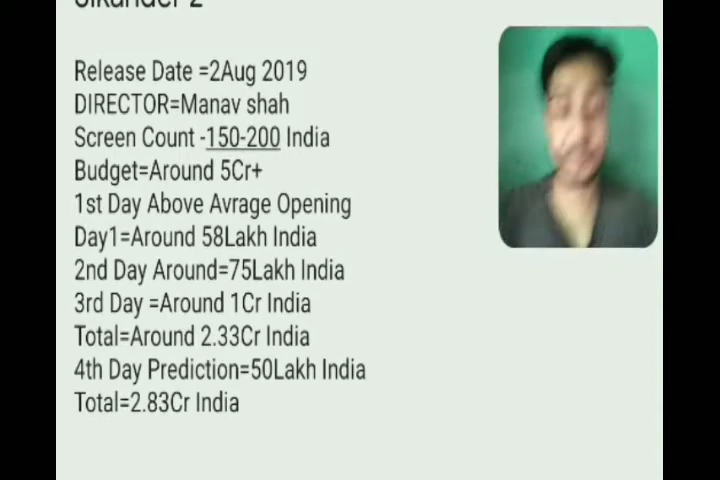 Sikander 2
Release Date =2Aug 2019
DIRECTOR=Manav shah
Screen Count -150-200 India
Budget=Around 5Cr+
1st Day Above Avrage Opening
Day1=Around 58Lakh India
2nd Day Around=75Lakh India
3rd Day =Around 1Cr India
Total=Around 2.33Cr India
4th Day Prediction=50Lakh India
Total=2.83Cr India